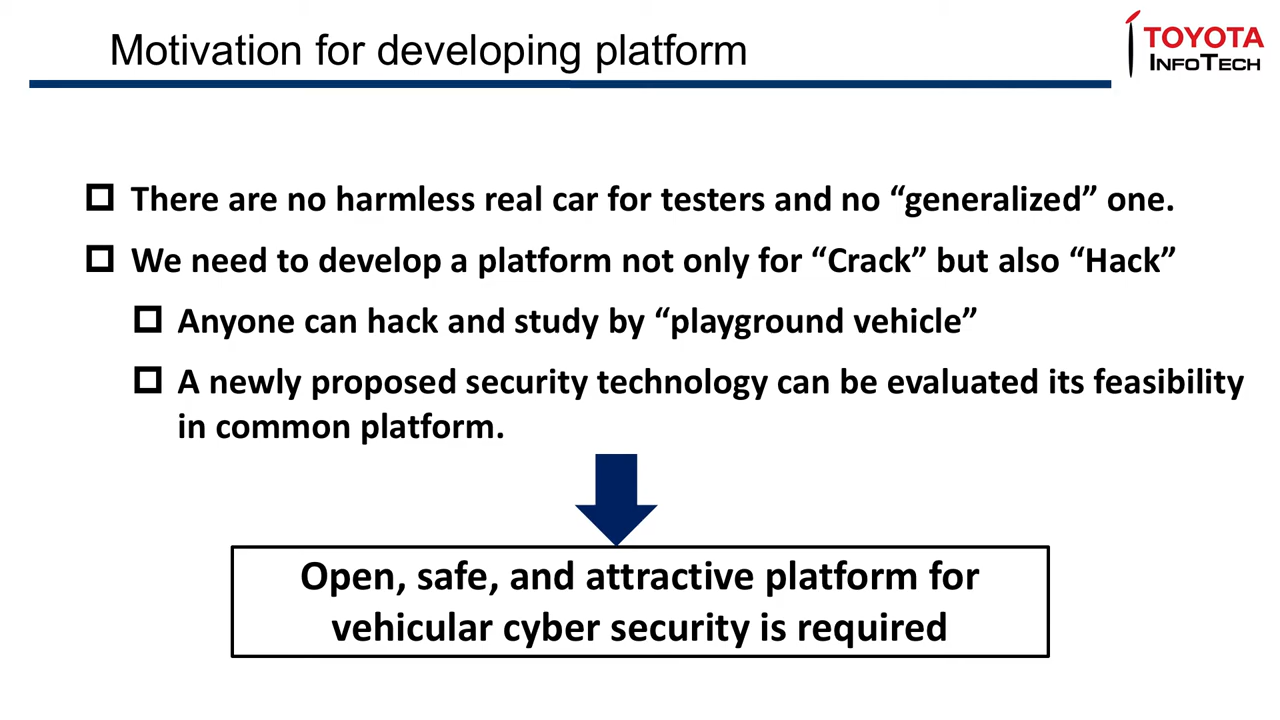 Motivation for developing platform
TOYOTA
INFOTECH
There are no harmless real car for testers and no “generalized” one.
We need to develop a platform not only for “Crack” but also “Hack”
Anyone can hack and study by “playground vehicle”
A newly proposed security technology can be evaluated its feasibility
in common platform.
Open, safe, and attractive platform for
vehicular cyber security is required